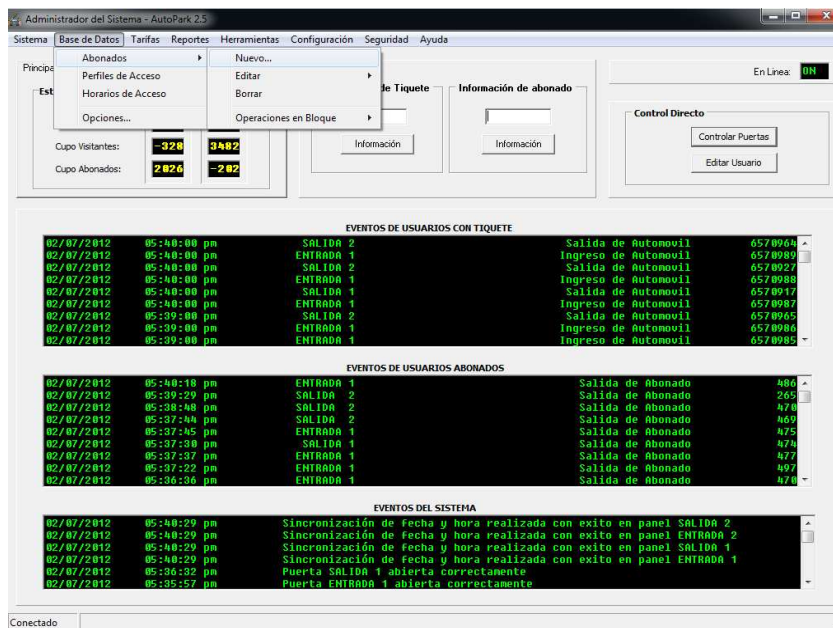 Administrador del Sistema - AutoPark 2.5
Sistema Base de Datos Tarifas Reportes Herramientas Configuración Seguridad Ayuda
Abonados
Perfiles de Acceso
Horarios de Acceso
Opciones...
Nuevo...
Editar
Borrar
Operaciones en Bloque
Principa
Est
Cupo Visitantes: -328 3482
Cupo Abonados: 2026 -202
de Tiquete
Información
Información de abonado
Información
En Linea: ON
Control Directo
Controlar Puertas
Editar Usuario
EVENTOS DE USUARIOS CON TIQUETE
02/07/2012 05:40:00 pm SALIDA 2 Salida de Automovil 6570964
02/07/2012 05:40:00 pm ENTRADA 1 Ingreso de Automovil 6570989
02/07/2012 05:40:00 pm SALIDA 2 Salida de Automovil 6570927
02/07/2012 05:40:00 pm ENTRADA 1 Ingreso de Automovil 6570988
02/07/2012 05:40:00 pm SALIDA 1 Salida de Automovil 6570917
02/07/2012 05:40:00 pm ENTRADA 1 Ingreso de Automovil 6570987
02/07/2012 05:39:00 pm SALIDA 2 Salida de Automovil 6570965
02/07/2012 05:39:00 pm ENTRADA 1 Ingreso de Automovil 6570986
02/07/2012 05:39:00 pm ENTRADA 1 Ingreso de Automovil 6570985
EVENTOS DE USUARIOS ABONADOS
02/07/2012 05:40:18 pm ENTRADA 1 Salida de Abonado 486
02/07/2012 05:39:29 pm SALIDA 2 Salida de Abonado 265
02/07/2012 05:38:48 pm SALIDA 2 Salida de Abonado 470
02/07/2012 05:37:44 pm SALIDA 2 Salida de Abonado 469
02/07/2012 05:37:45 pm ENTRADA 1 Salida de Abonado 475
02/07/2012 05:37:30 pm SALIDA 1 Salida de Abonado 474
02/07/2012 05:37:37 pm ENTRADA 1 Salida de Abonado 477
02/07/2012 05:37:22 pm ENTRADA 1 Salida de Abonado 497
02/07/2012 05:36:36 pm ENTRADA 1 Salida de Abonado 470
EVENTOS DEL SISTEMA
02/07/2012 05:40:29 pm Sincronización de fecha y hora realizada con exito en panel SALIDA 2
02/07/2012 05:40:29 pm Sincronización de fecha y hora realizada con exito en panel ENTRADA 2
02/07/2012 05:40:29 pm Sincronización de fecha y hora realizada con exito en panel SALIDA 1
02/07/2012 05:40:29 pm Sincronización de fecha y hora realizada con exito en panel ENTRADA 1
02/07/2012 05:36:32 pm Puerta SALIDA 1 abierta correctamente
02/07/2012 05:35:57 pm Puerta ENTRADA 1 abierta correctamente
Conectado